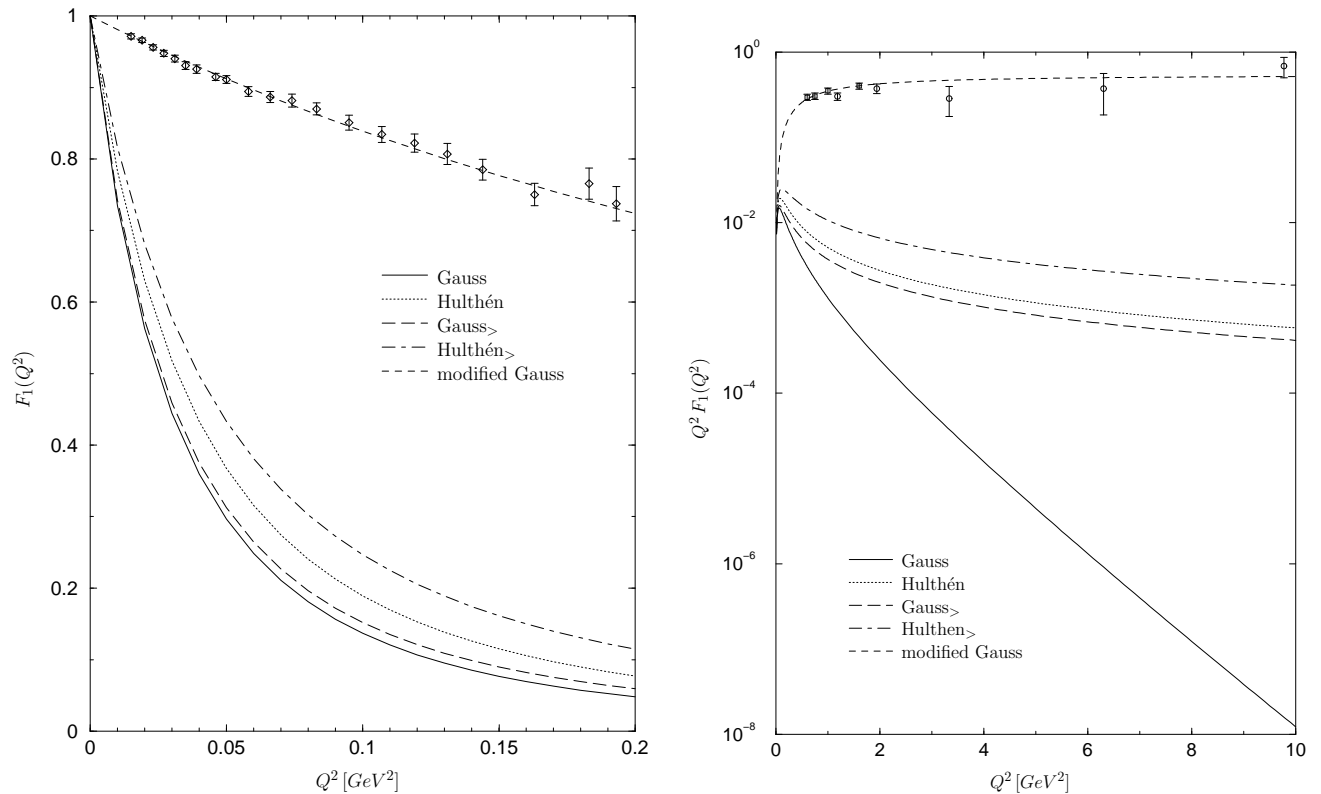 1
0.8
0.6
0.4
0.2
0
F₁(Q²)
0 0.05 0.1 0.15 0.2
Q² [GeV²]
Gauss
Hulthén
Gauss>
Hulthén>
modified Gauss
10⁰
10⁻²
10⁻⁴
10⁻⁶
10⁻⁸
Q² F₁(Q²)
0 2 4 6 8 10
Q² [GeV²]
Gauss
Hulthén
Gauss>
Hulthen>
modified Gauss